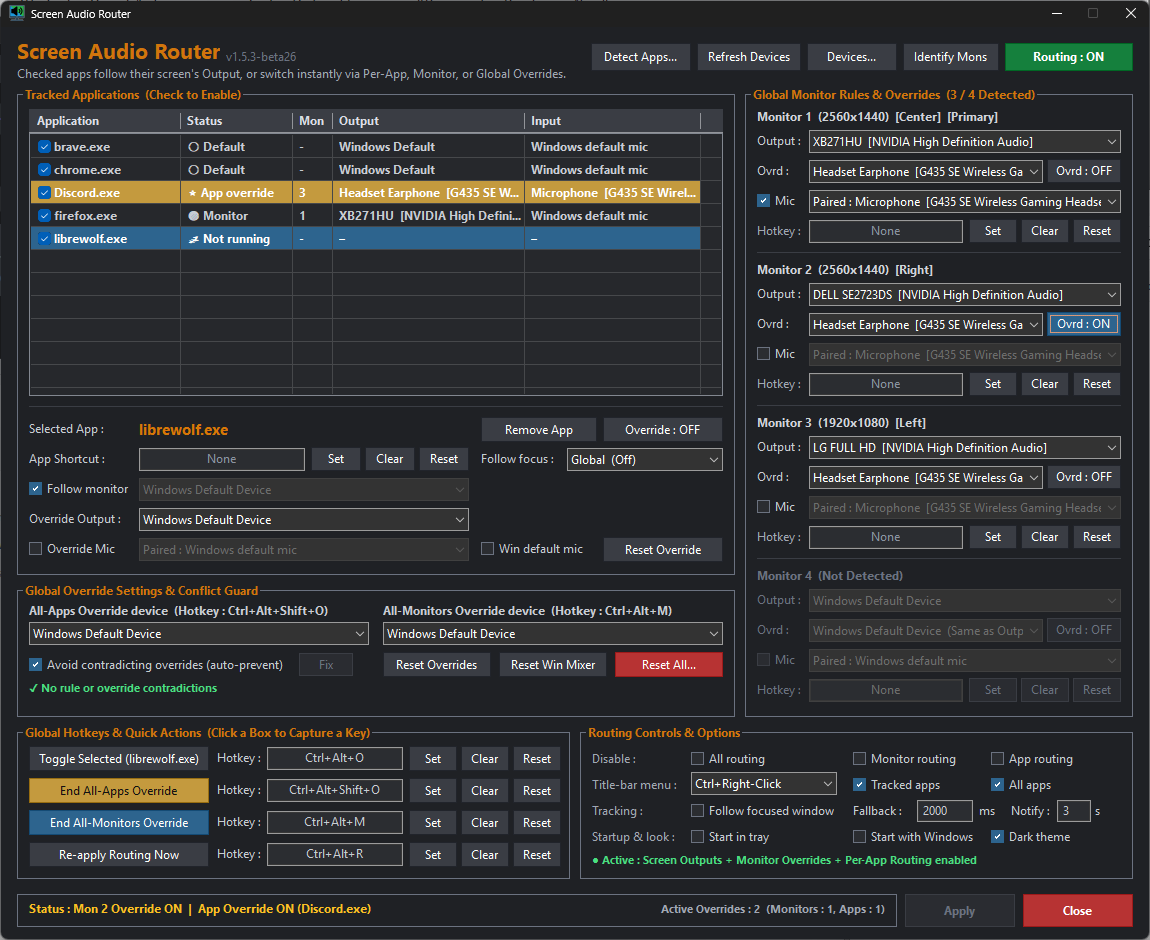 Screen Audio Router
Screen Audio Router v1.5.3-beta26
Checked apps follow their screen's Output, or switch instantly via Per-App, Monitor, or Global Overrides.
Detect Apps... Refresh Devices Devices... Identify Mons Routing : ON
Tracked Applications (Check to Enable)
Application Status Mon Output Input
brave.exe Default - Windows Default Windows default mic
chrome.exe Default - Windows Default Windows default mic
Discord.exe ★ App override 3 Headset Earphone [G435 SE W... Microphone [G435 SE Wirel...
firefox.exe Monitor 1 XB271HU [NVIDIA High Defini... Windows default mic
librewolf.exe Not running - – –
Selected App : librewolf.exe Remove App Override : OFF
App Shortcut : None Set Clear Reset Follow focus : Global (Off)
Follow monitor Windows Default Device
Override Output : Windows Default Device
Override Mic Paired : Windows default mic Win default mic Reset Override
Global Monitor Rules & Overrides (3 / 4 Detected)
Monitor 1 (2560x1440) [Center] [Primary]
Output : XB271HU [NVIDIA High Definition Audio]
Ovrd : Headset Earphone [G435 SE Wireless Ga Ovrd : OFF
Mic Paired : Microphone [G435 SE Wireless Gaming Headse
Hotkey : None Set Clear Reset
Monitor 2 (2560x1440) [Right]
Output : DELL SE2723DS [NVIDIA High Definition Audio]
Ovrd : Headset Earphone [G435 SE Wireless Ga Ovrd : ON
Mic Paired : Microphone [G435 SE Wireless Gaming Headse
Hotkey : None Set Clear Reset
Monitor 3 (1920x1080) [Left]
Output : LG FULL HD [NVIDIA High Definition Audio]
Ovrd : Headset Earphone [G435 SE Wireless Ga Ovrd : OFF
Mic Paired : Microphone [G435 SE Wireless Gaming Headse
Hotkey : None Set Clear Reset
Monitor 4 (Not Detected)
Output : Windows Default Device
Ovrd : Windows Default Device (Same as Outp Ovrd : OFF
Mic Paired : Windows default mic
Hotkey : None Set Clear Reset
Global Override Settings & Conflict Guard
All-Apps Override device (Hotkey : Ctrl+Alt+Shift+O) All-Monitors Override device (Hotkey : Ctrl+Alt+M)
Windows Default Device Windows Default Device
Avoid contradicting overrides (auto-prevent) Fix Reset Overrides Reset Win Mixer Reset All...
✓ No rule or override contradictions
Global Hotkeys & Quick Actions (Click a Box to Capture a Key)
Toggle Selected (librewolf.exe) Hotkey : Ctrl+Alt+O Set Clear Reset
End All-Apps Override Hotkey : Ctrl+Alt+Shift+O Set Clear Reset
End All-Monitors Override Hotkey : Ctrl+Alt+M Set Clear Reset
Re-apply Routing Now Hotkey : Ctrl+Alt+R Set Clear Reset
Routing Controls & Options
Disable : All routing Monitor routing App routing
Title-bar menu : Ctrl+Right-Click Tracked apps All apps
Tracking : Follow focused window Fallback : 2000 ms Notify : 3 s
Startup & look : Start in tray Start with Windows Dark theme
● Active : Screen Outputs + Monitor Overrides + Per-App Routing enabled
Status : Mon 2 Override ON | App Override ON (Discord.exe) Active Overrides : 2 (Monitors : 1, Apps : 1) Apply Close